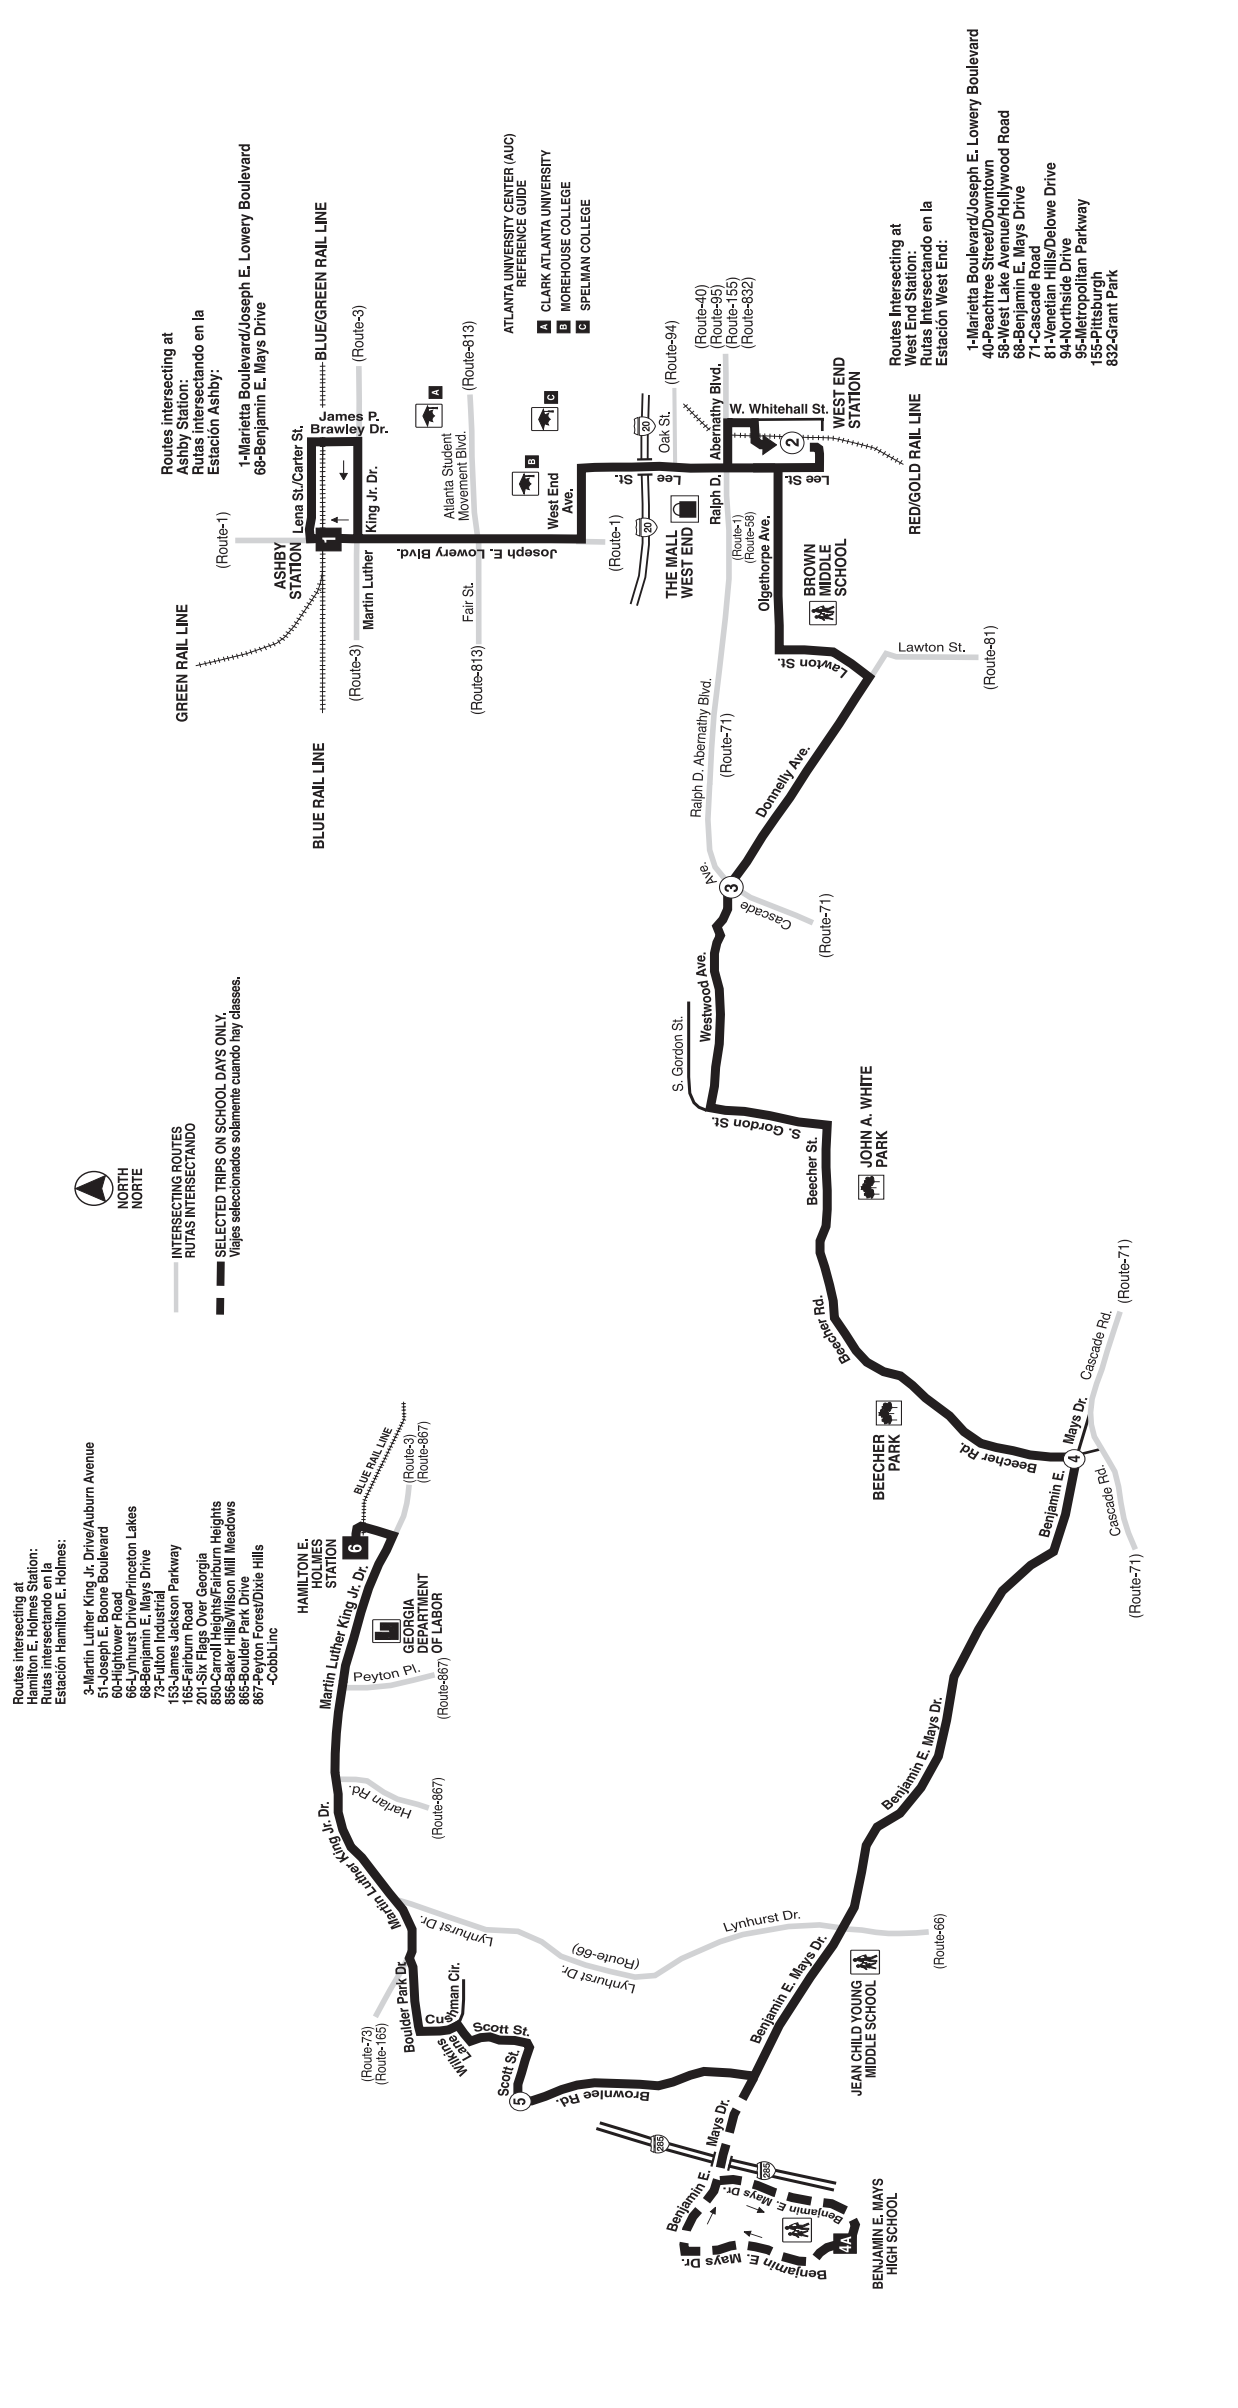 Routes intersecting at
Hamilton E. Holmes Station:
Rutas intersectando en la
Estación Hamilton E. Holmes:
3-Martin Luther King Jr. Drive/Auburn Avenue
51-Joseph E. Boone Boulevard
60-Hightower Road
66-Lynhurst Drive/Princeton Lakes
68-Benjamin E. Mays Drive
73-Fulton Industrial
153-James Jackson Parkway
165-Fairburn Road
201-Six Flags Over Georgia
850-Carroll Heights/Fairburn Heights
856-Baker Hills/Wilson Mill Meadows
865-Boulder Park Drive
867-Peyton Forest/Dixie Hills
-CobbLinc
NORTH
NORTE
INTERSECTING ROUTES
RUTAS INTERSECTANDO
SELECTED TRIPS ON SCHOOL DAYS ONLY.
Viajes seleccionados solamente cuando hay classes.
Routes intersecting at
Ashby Station:
Rutas intersectando en la
Estación Ashby:
1-Marietta Boulevard/Joseph E. Lowery Boulevard
68-Benjamin E. Mays Drive
GREEN RAIL LINE
BLUE RAIL LINE
BLUE/GREEN RAIL LINE
(Route-1)
ASHBY
STATION
1
Lena St./Carter St.
James P.
Brawley Dr.
King Jr. Dr.
Martin Luther
(Route-3)
(Route-3)
Joseph E. Lowery Blvd.
Atlanta Student
Movement Blvd.
Fair St.
(Route-813)
(Route-813)
A
B
C
ATLANTA UNIVERSITY CENTER (AUC)
REFERENCE GUIDE
A CLARK ATLANTA UNIVERSITY
B MOREHOUSE COLLEGE
C SPELMAN COLLEGE
West End
Ave.
(Route-1)
20
20
Lee St.
Oak St.
(Route-94)
THE MALL
WEST END
Ralph D. Abernathy Blvd.
(Route-40)
(Route-95)
(Route-155)
(Route-832)
(Route-1)
(Route-58)
W. Whitehall St.
2
WEST END
STATION
Lee St.
RED/GOLD RAIL LINE
Routes Intersecting at
West End Station:
Rutas Intersectando en la
Estación West End:
1-Marietta Boulevard/Joseph E. Lowery Boulevard
40-Peachtree Street/Downtown
58-West Lake Avenue/Hollywood Road
68-Benjamin E. Mays Drive
71-Cascade Road
81-Venetian Hills/Delowe Drive
94-Northside Drive
95-Metropolitan Parkway
155-Pittsburgh
832-Grant Park
Olgethorpe Ave.
BROWN
MIDDLE
SCHOOL
Lawton St.
Lawton St.
(Route-81)
Donnelly Ave.
Ralph D. Abernathy Blvd.
(Route-71)
3
Cascade Ave.
(Route-71)
Westwood Ave.
S. Gordon St.
S. Gordon St.
Beecher St.
JOHN A. WHITE
PARK
Beecher Rd.
BEECHER
PARK
Beecher Rd.
4
Benjamin E. Mays Dr.
Cascade Rd.
(Route-71)
Cascade Rd.
(Route-71)
Benjamin E. Mays Dr.
Benjamin E. Mays Dr.
Lynhurst Dr.
(Route-66)
JEAN CHILD YOUNG
MIDDLE SCHOOL
Lynhurst Dr.
(Route-66)
Lynhurst Dr.
HAMILTON E.
HOLMES
STATION
6
BLUE RAIL LINE
(Route-3)
(Route-867)
Martin Luther King Jr. Dr.
GEORGIA
DEPARTMENT
OF LABOR
Peyton Pl.
(Route-867)
Harlan Rd.
(Route-867)
Martin Luther King Jr. Dr.
Boulder Park Dr.
(Route-73)
(Route-165)
Cushman Cir.
Wilkins
Lane
Scott St.
Scott St.
5
Brownlee Rd.
285
285
Benjamin E. Mays Dr.
Benjamin E. Mays Dr.
Benjamin E. Mays Dr.
4A
BENJAMIN E. MAYS
HIGH SCHOOL